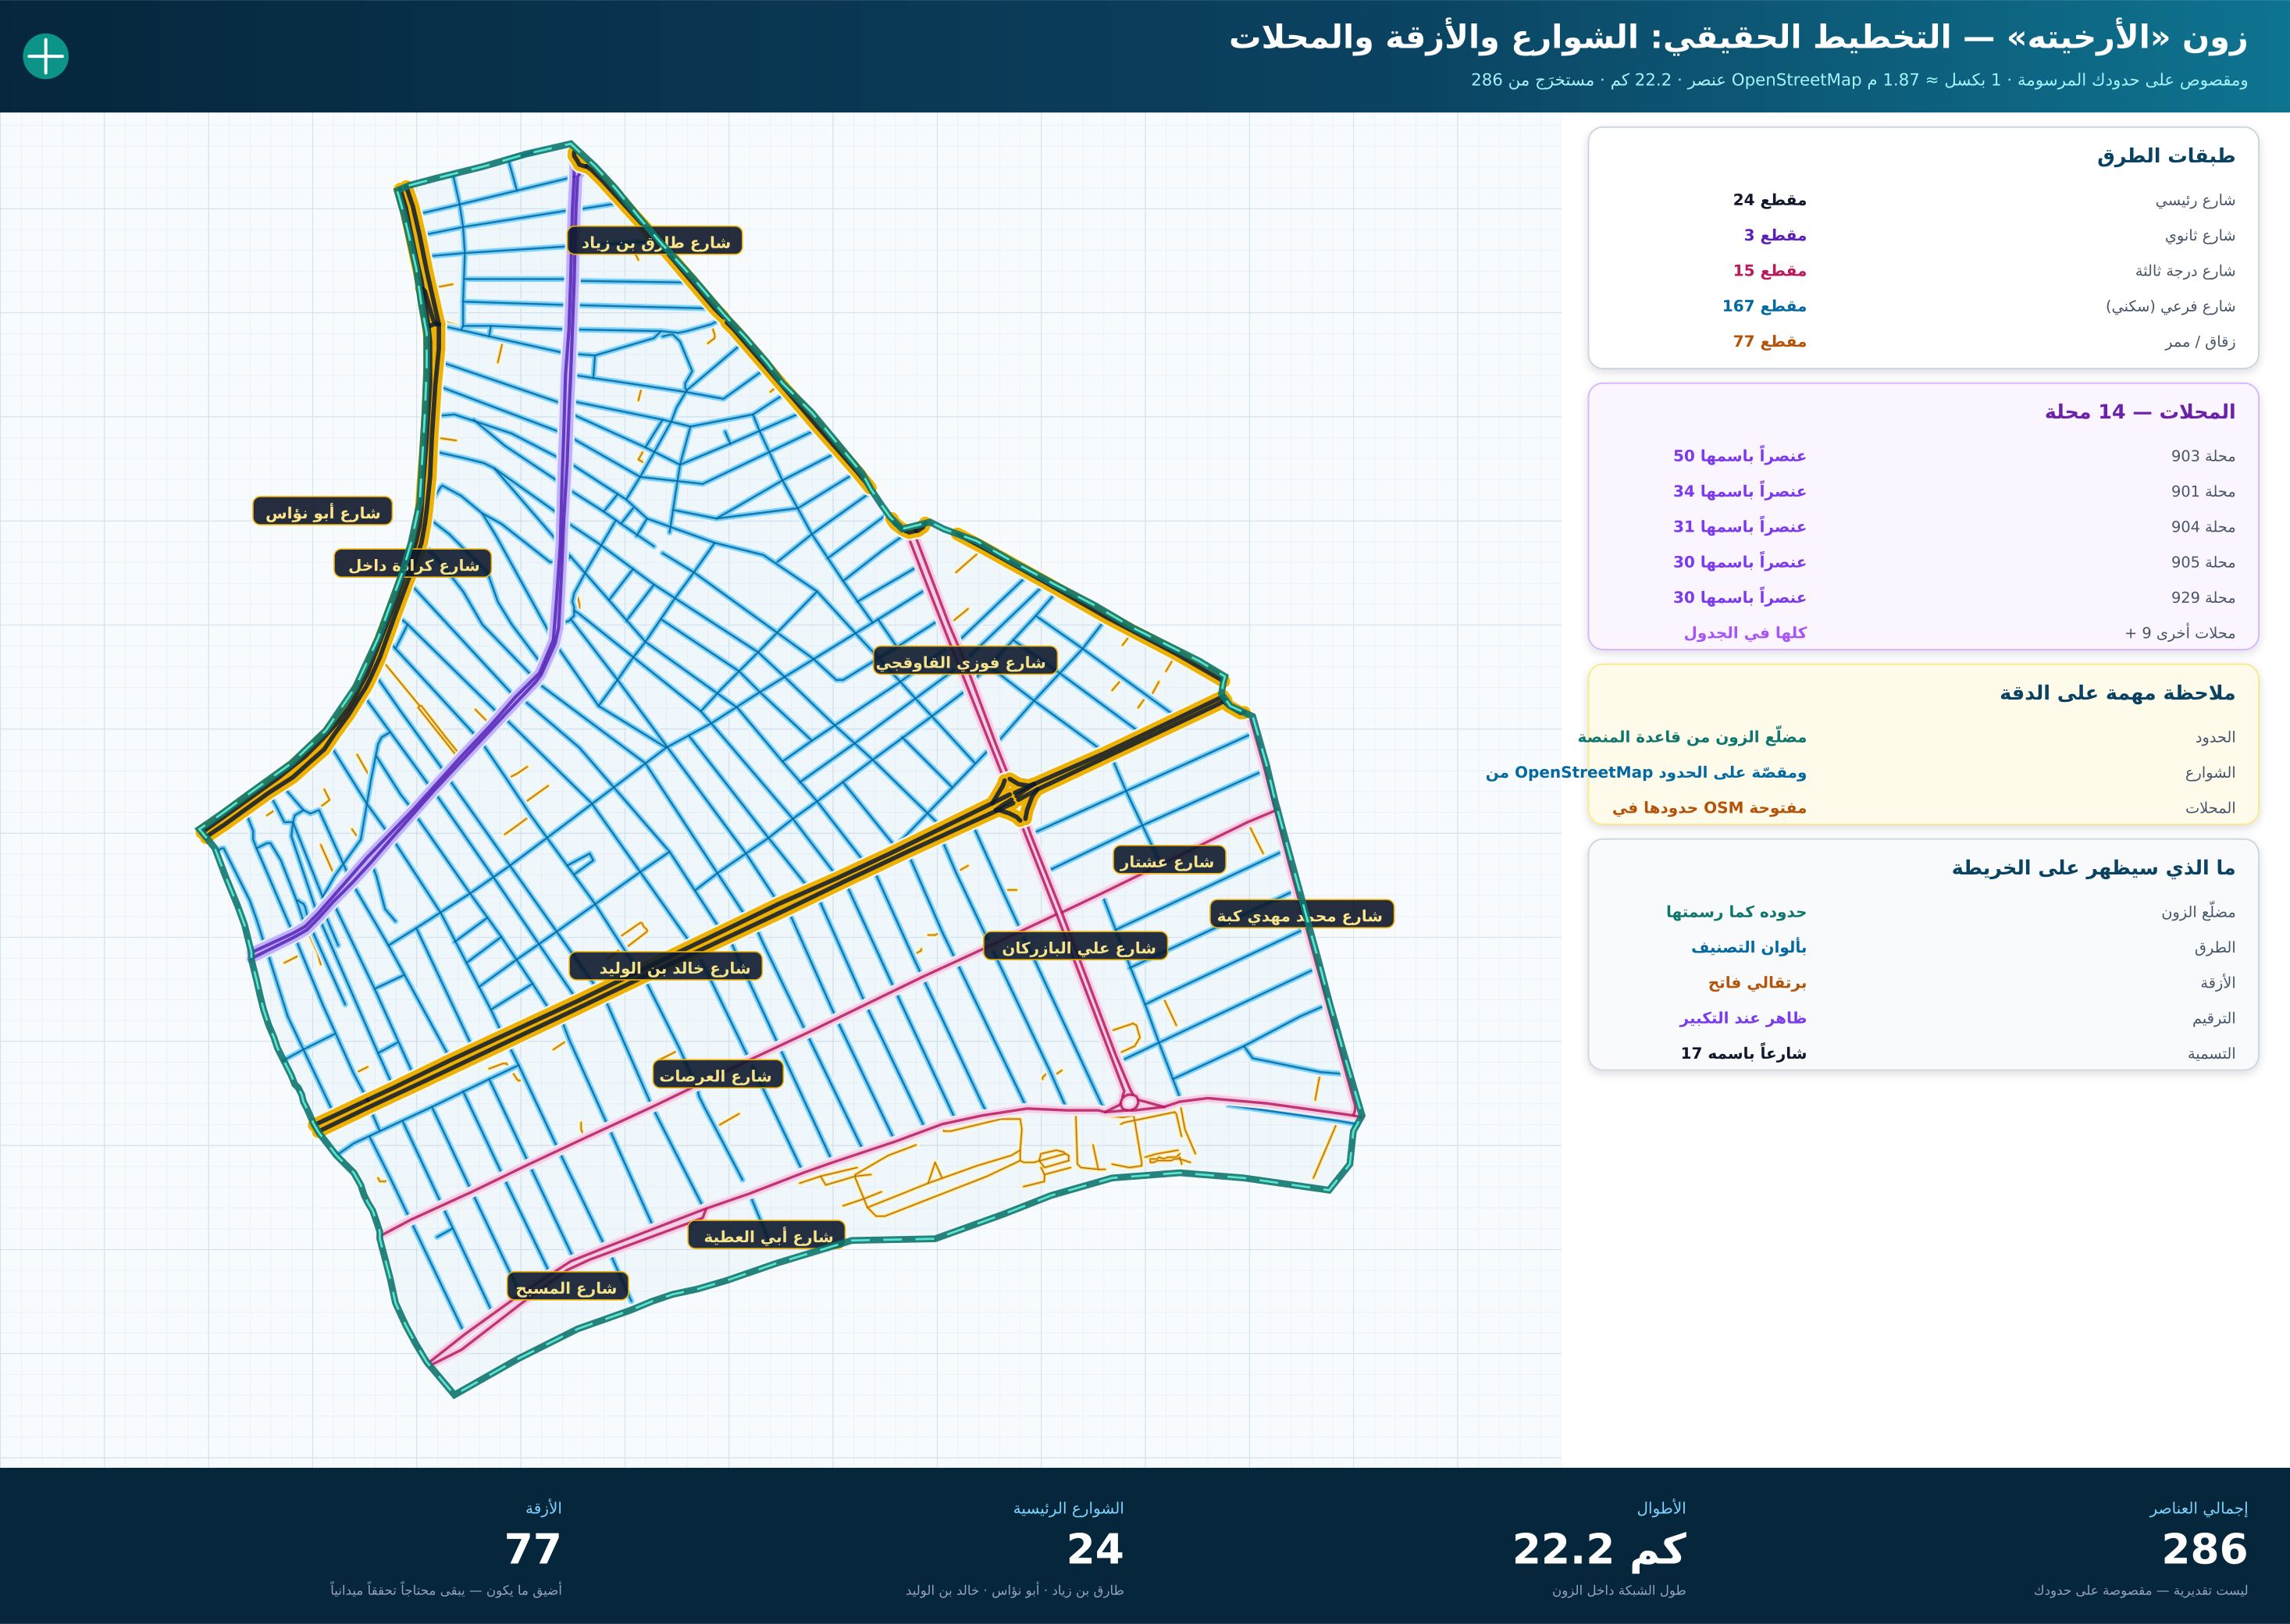 زون «الأرخيته» — التخطيط الحقيقي: الشوارع والأزقة والمحلات
ومقصوص على حدودك المرسومة · 1 بكسل ≈ 1.87 م OpenStreetMap عنصر · 22.2 كم · مستخرَج من 286
طبقات الطرق
شارع رئيسي
مقطع 24
شارع ثانوي
مقطع 3
شارع درجة ثالثة
مقطع 15
شارع فرعي (سكني)
مقطع 167
زقاق / ممر
مقطع 77
المحلات — 14 محلة
محلة 903
عنصراً باسمها 50
محلة 901
عنصراً باسمها 34
محلة 904
عنصراً باسمها 31
محلة 905
عنصراً باسمها 30
محلة 929
عنصراً باسمها 30
محلات أخرى 9 +
كلها في الجدول
ملاحظة مهمة على الدقة
الحدود
مضلّع الزون من قاعدة المنصة
الشوارع
ومقصّة على الحدود OpenStreetMap من
المحلات
مفتوحة OSM حدودها في
ما الذي سيظهر على الخريطة
مضلّع الزون
حدوده كما رسمتها
الطرق
بألوان التصنيف
الأزقة
برتقالي فاتح
الترقيم
ظاهر عند التكبير
التسمية
شارعاً باسمه 17
شارع طارق بن زياد
شارع أبو نؤاس
شارع كرادة داخل
شارع فوزي القاوقجي
شارع عشتار
شارع محمد مهدي كبة
شارع علي البازركان
شارع خالد بن الوليد
شارع العرصات
شارع أبي العطية
شارع المسبح
إجمالي العناصر
286
ليست تقديرية — مقصوصة على حدودك
الأطوال
22.2 كم
طول الشبكة داخل الزون
الشوارع الرئيسية
24
طارق بن زياد · أبو نؤاس · خالد بن الوليد
الأزقة
77
أضيق ما يكون — يبقى محتاجاً تحققاً ميدانياً